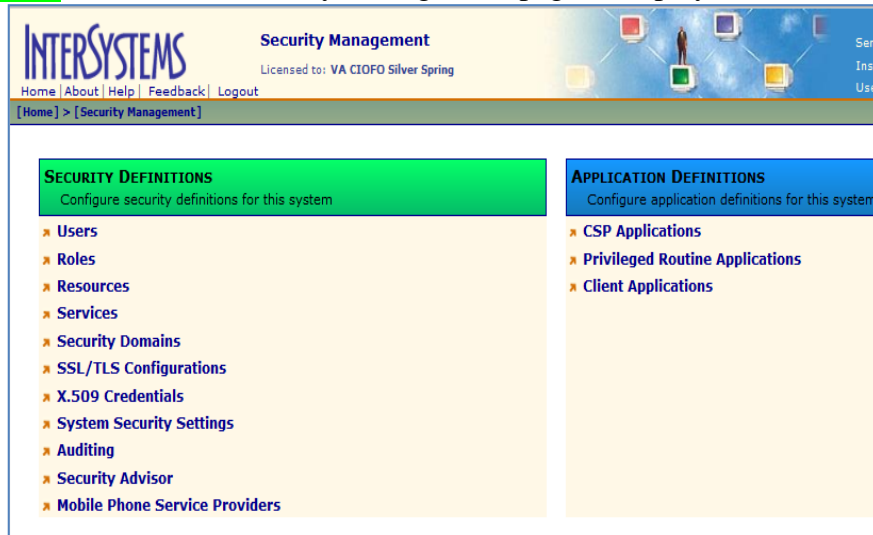 INTERSYSTEMS
Security Management
Licensed to: VA CIOFO Silver Spring
Ser
Ins
Use
Home | About | Help | Feedback | Logout
[Home] > [Security Management]
SECURITY DEFINITIONS
Configure security definitions for this system
Users
Roles
Resources
Services
Security Domains
SSL/TLS Configurations
X.509 Credentials
System Security Settings
Auditing
Security Advisor
Mobile Phone Service Providers
APPLICATION DEFINITIONS
Configure application definitions for this system
CSP Applications
Privileged Routine Applications
Client Applications